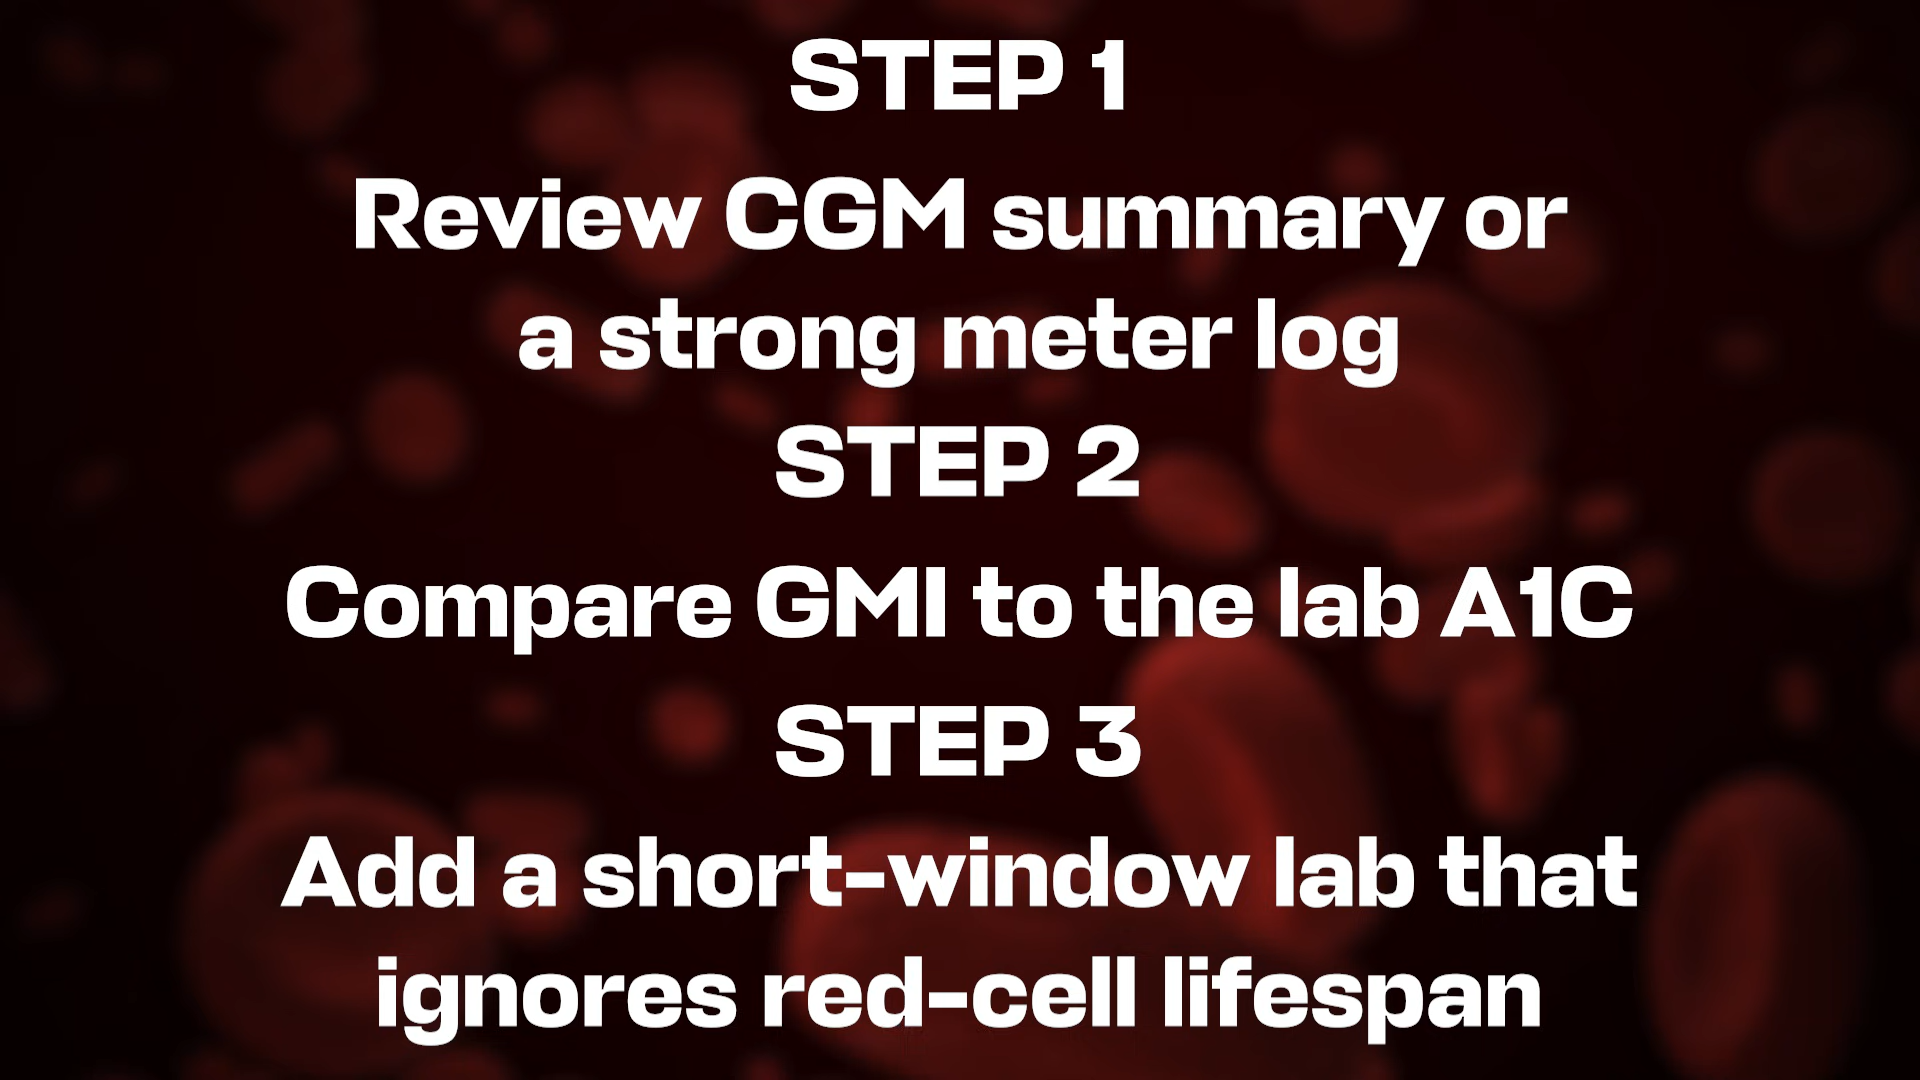 STEP 1
Review CGM summary or
a strong meter log
STEP 2
Compare GMI to the lab A1C
STEP 3
Add a short-window lab that
ignores red-cell lifespan